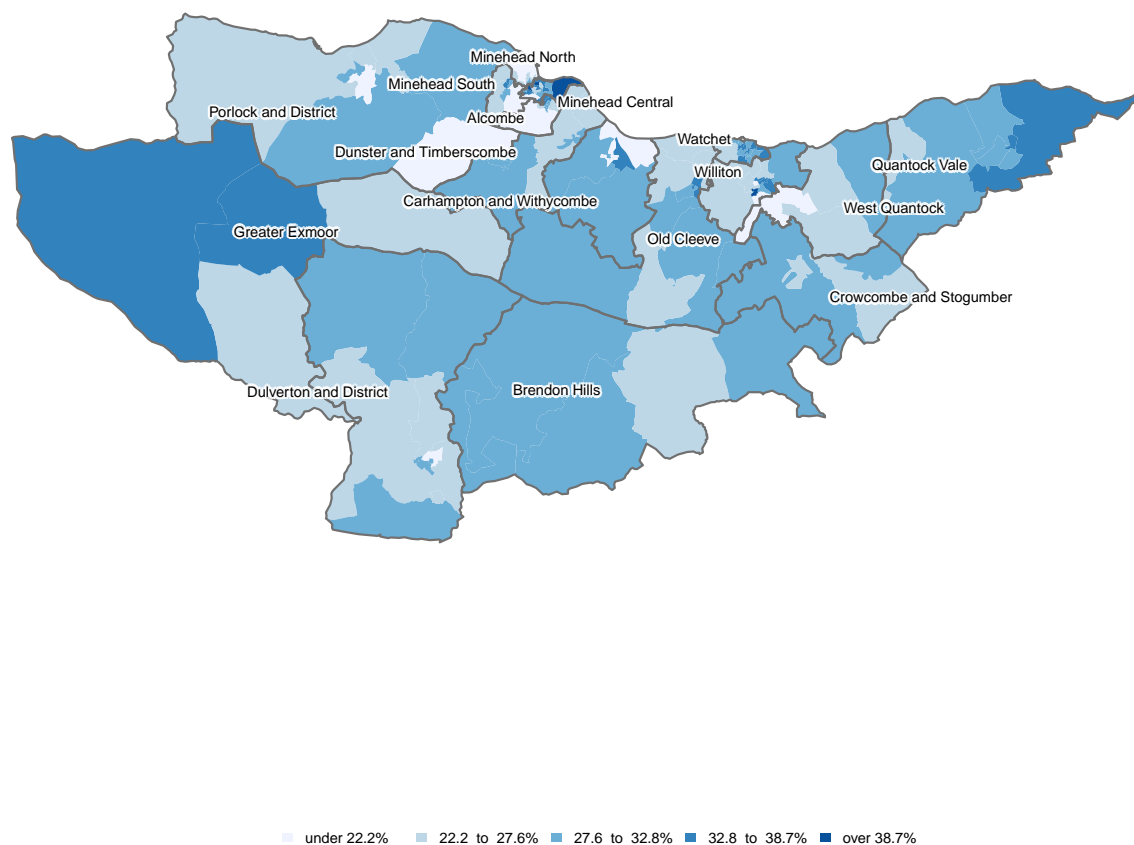 Minehead North
Minehead South
Minehead Central
Porlock and District
Alcombe
Watchet
Dunster and Timberscombe
Quantock Vale
Williton
Carhampton and Withycombe
West Quantock
Greater Exmoor
Old Cleeve
Crowcombe and Stogumber
Dulverton and District
Brendon Hills
under 22.2%
22.2 to 27.6%
27.6 to 32.8%
32.8 to 38.7%
over 38.7%